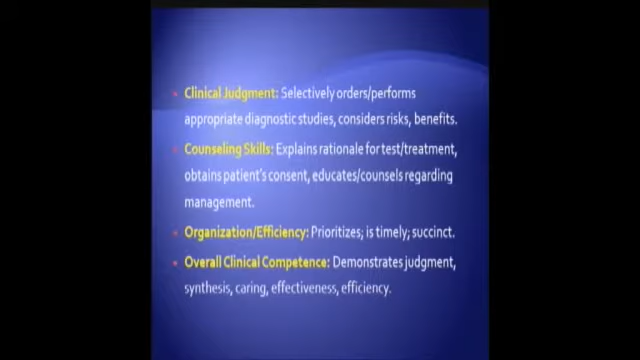 Clinical Judgment: Selectively orders/performs
appropriate diagnostic studies, considers risks, benefits.
Counseling Skills: Explains rationale for test/treatment,
obtains patient's consent, educates/counsels regarding
management.
Organization/Efficiency: Prioritizes; is timely; succinct.
Overall Clinical Competence: Demonstrates judgment,
synthesis, caring, effectiveness, efficiency.